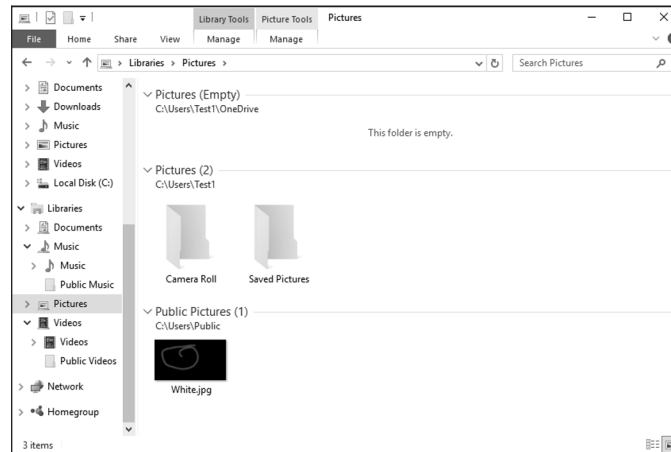 Library Tools Picture Tools Pictures
File Home Share View Manage Manage
Libraries Pictures Search Pictures
Documents
Downloads
Music
Pictures
Videos
Local Disk (C:)
Libraries
Documents
Music
Music
Public Music
Pictures
Videos
Videos
Public Videos
Network
Homegroup
Pictures (Empty)
C:\Users\Test1\OneDrive
This folder is empty.
Pictures (2)
C:\Users\Test1
Camera Roll Saved Pictures
Public Pictures (1)
C:\Users\Public
White.jpg
3 items